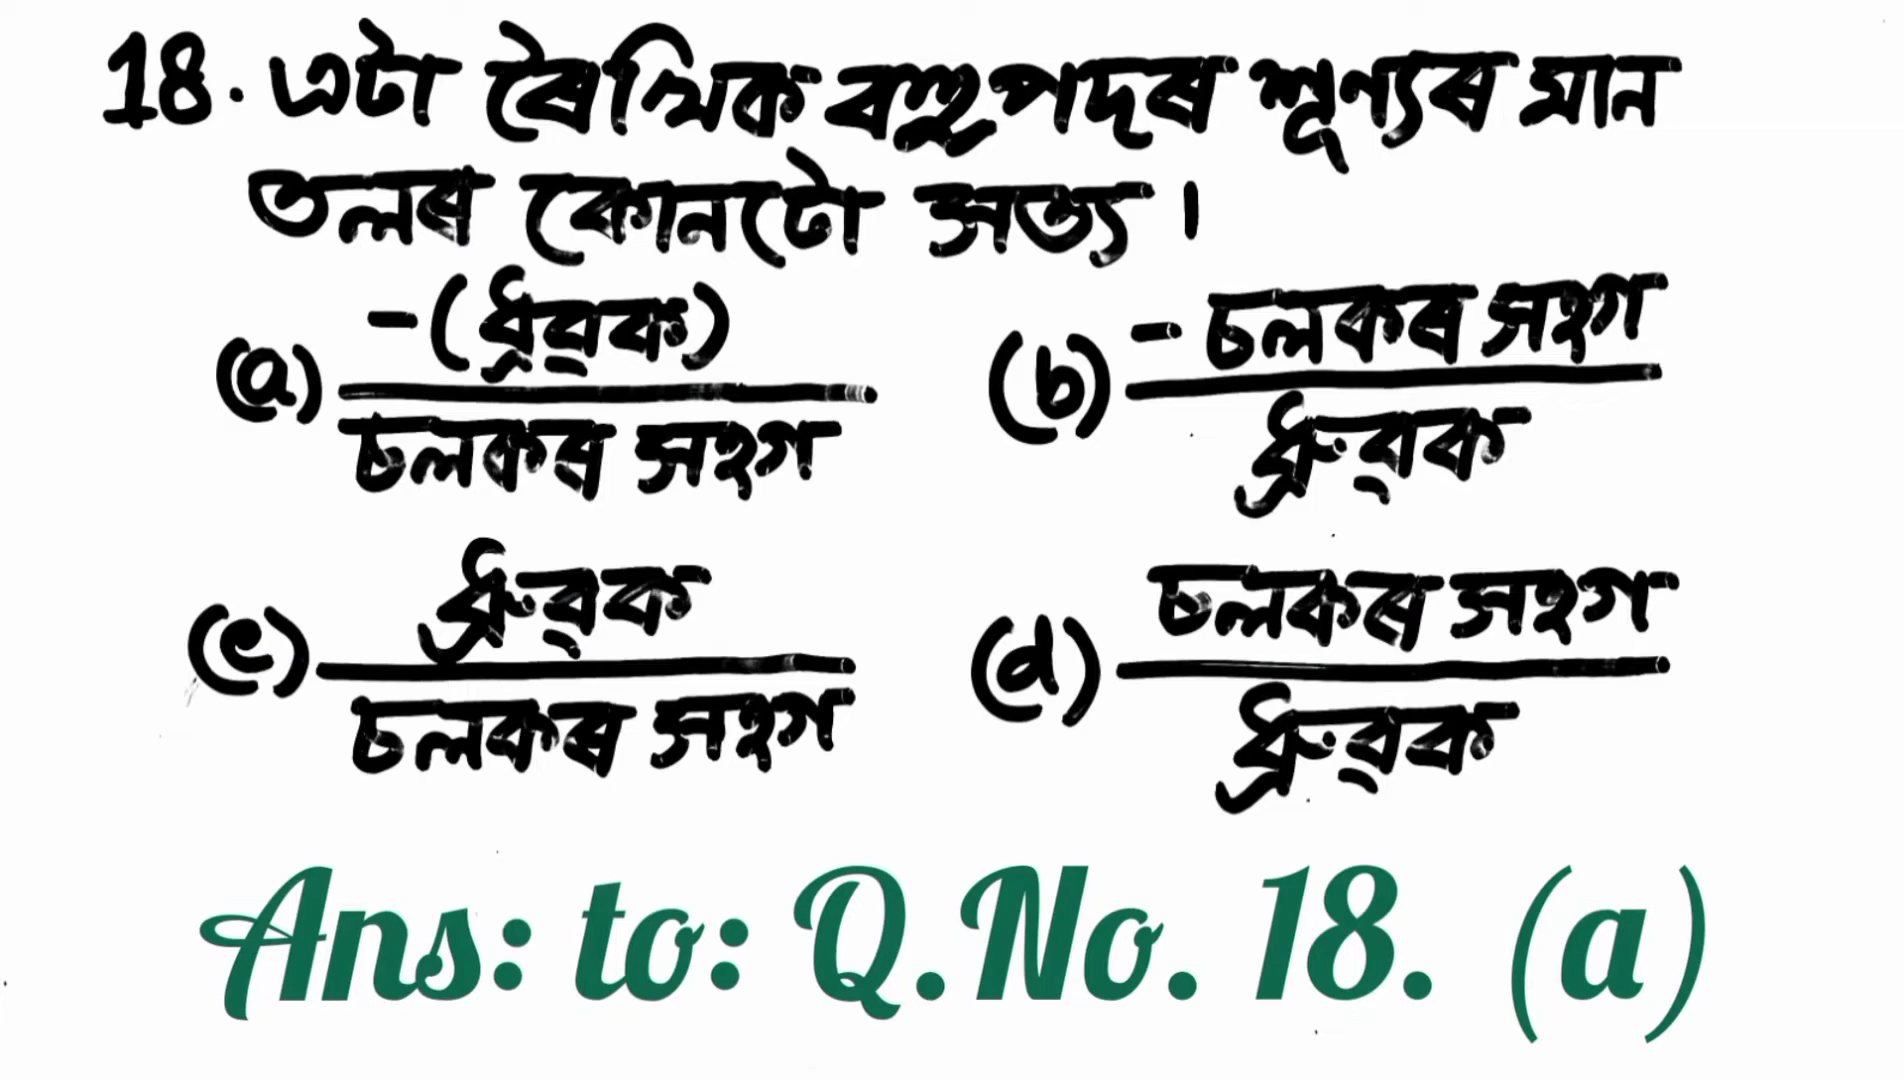 18. এটা ৰৈখিক বহুপদৰ শূণ্যৰ মান
তলৰ কোনটো সত্য ।
(a) -(ধ্ৰুৱক)
চলকৰ সহগ
(b) - চলকৰ সহগ
ধ্ৰুৱক
(c) ধ্ৰুৱক
চলকৰ সহগ
(d) চলকৰ সহগ
ধ্ৰুৱক
Ans: to: Q.No. 18. (a)